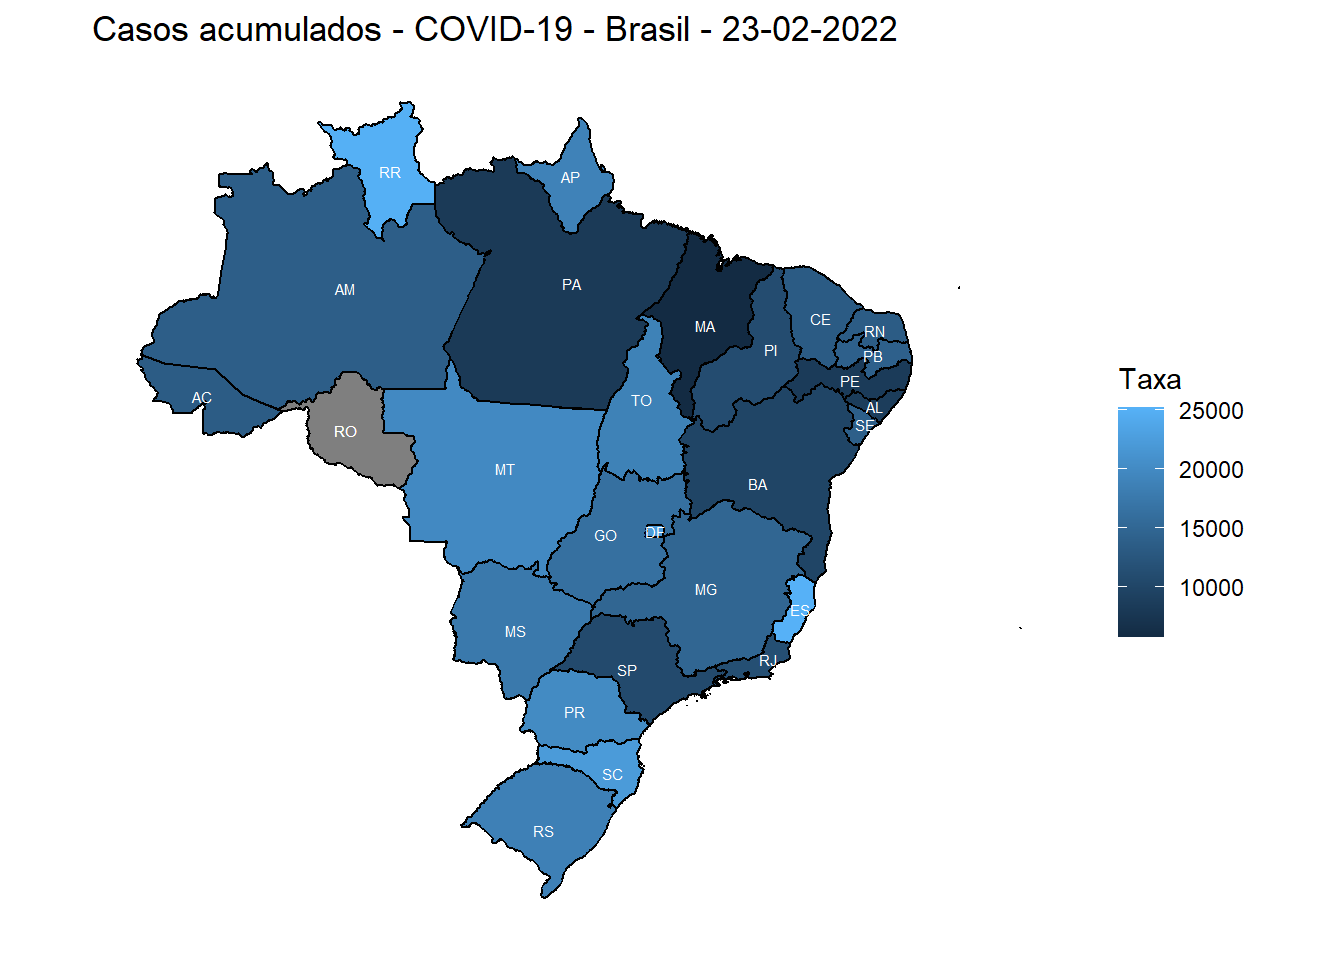 Casos acumulados - COVID-19 - Brasil - 23-02-2022
RR
AP
AM
PA
MA
CE
RN
PI
PB
PE
AC
TO
AL
SE
RO
MT
BA
GO
DF
MG
ES
MS
SP
RJ
PR
SC
RS
Taxa
25000
20000
15000
10000